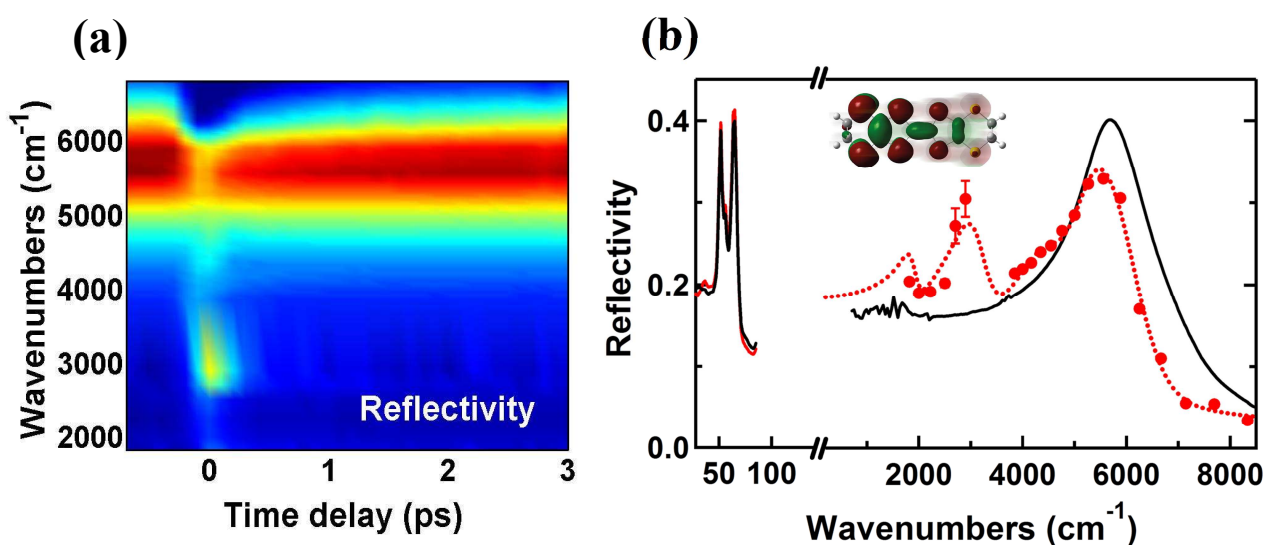 (a)
Wavenumbers (cm⁻¹)
6000
5000
4000
3000
2000
Reflectivity
0 1 2 3
Time delay (ps)
(b)
Reflectivity
0.4
0.2
0.0
50 100 2000 4000 6000 8000
Wavenumbers (cm⁻¹)